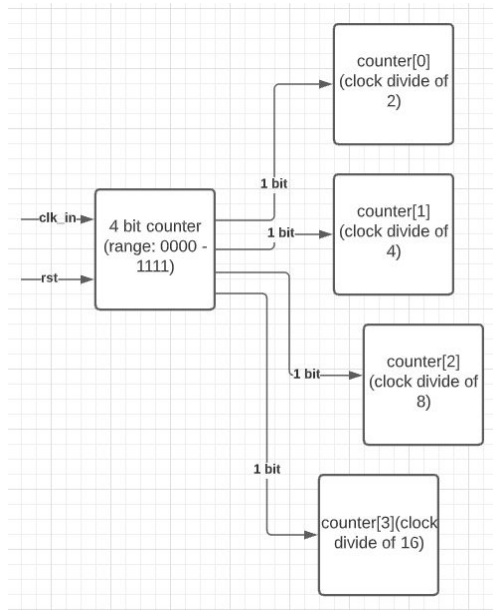 counter[0]
(clock divide of
2)
1 bit
clk_in
4 bit counter
(range: 0000 -
1111)
rst
counter[1]
(clock divide of
4)
1 bit
counter[2]
(clock divide of
8)
1 bit
counter[3](clock
divide of 16)
1 bit